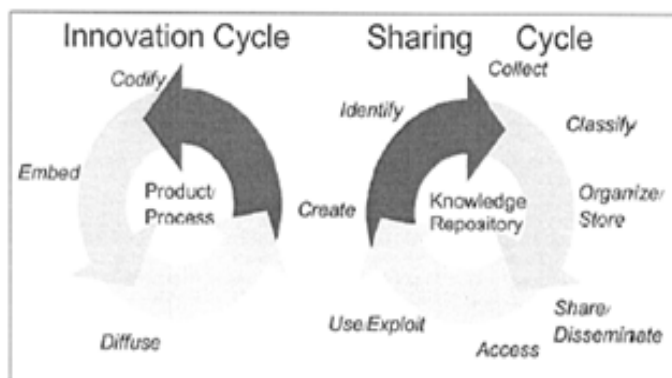 Innovation Cycle
Sharing Cycle
Codify
Collect
Identify
Classify
Embed
Product/
Process
Create
Knowledge
Repository
Organize/
Store
Use/Exploit
Share/
Disseminate
Diffuse
Access